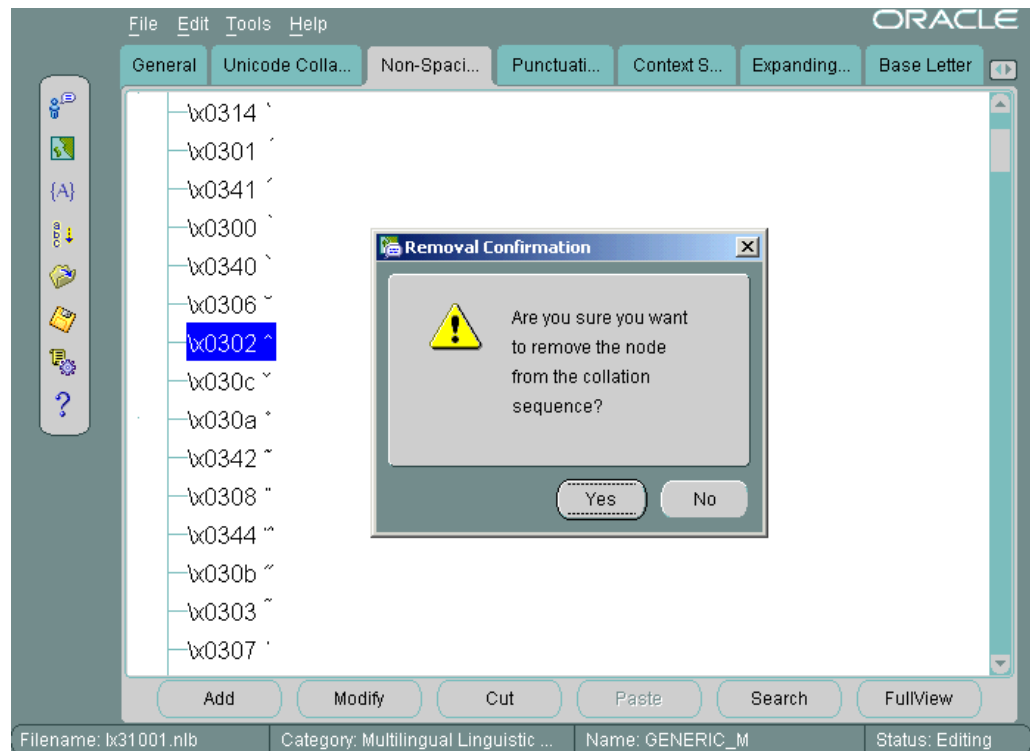 File Edit Tools Help ORACLE
General Unicode Colla... Non-Spaci... Punctuati... Context S... Expanding... Base Letter
{A}
a
b
c
?
\x0314 ̔
\x0301 ́
\x0341 ́
\x0300 ̀
\x0340 ̀
\x0306 ̆
\x0302 ^
\x030c ̌
\x030a ̊
\x0342 ͂
\x0308 ̈
\x0344 ̈́
\x030b ̋
\x0303 ̃
\x0307 ̇
Removal Confirmation
Are you sure you want
to remove the node
from the collation
sequence?
Yes No
Add Modify Cut Paste Search FullView
Filename: lx31001.nlb Category: Multilingual Linguistic ... Name: GENERIC_M Status: Editing